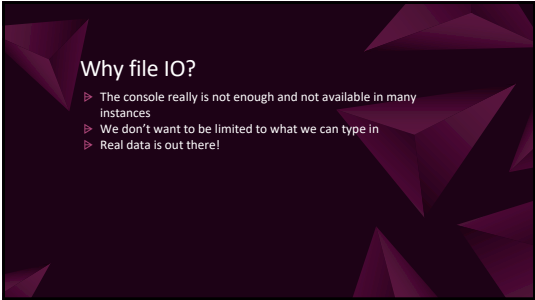 Why file IO?
The console really is not enough and not available in many
instances
We don’t want to be limited to what we can type in
Real data is out there!